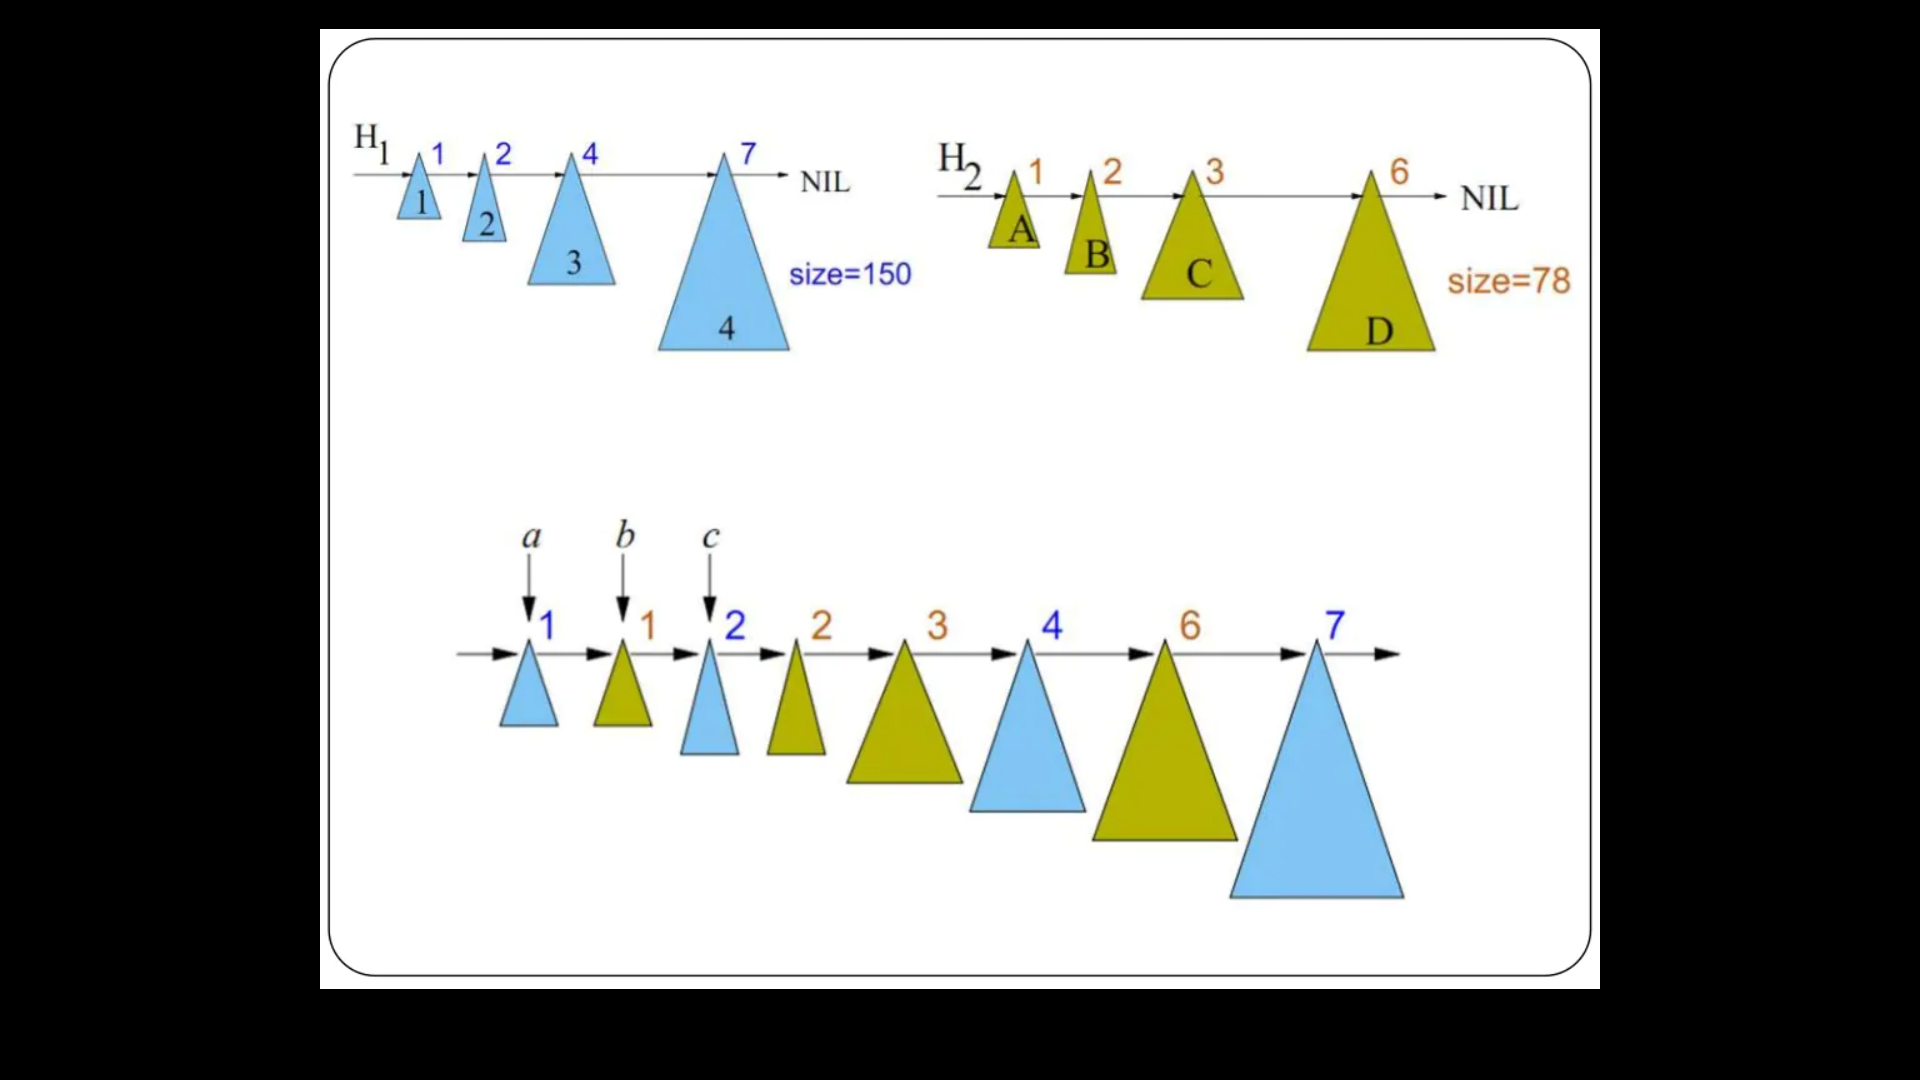 H1 1 2 4 7 NIL
1 2 3 4
size=150
H2 1 2 3 6 NIL
A B C D
size=78
a b c
1 1 2 2 3 4 6 7